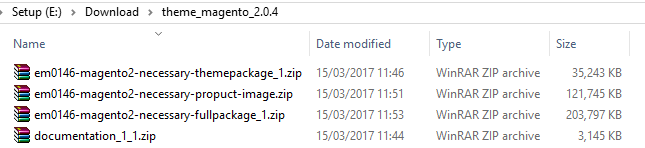 Setup (E:) > Download > theme_magento_2.0.4
Name Date modified Type Size
em0146-magento2-necessary-themepackage_1.zip 15/03/2017 11:46 WinRAR ZIP archive 35,243 KB
em0146-magento2-necessary-propuct-image.zip 15/03/2017 11:51 WinRAR ZIP archive 121,745 KB
em0146-magento2-necessary-fullpackage_1.zip 15/03/2017 11:53 WinRAR ZIP archive 203,797 KB
documentation_1_1.zip 15/03/2017 11:44 WinRAR ZIP archive 3,145 KB